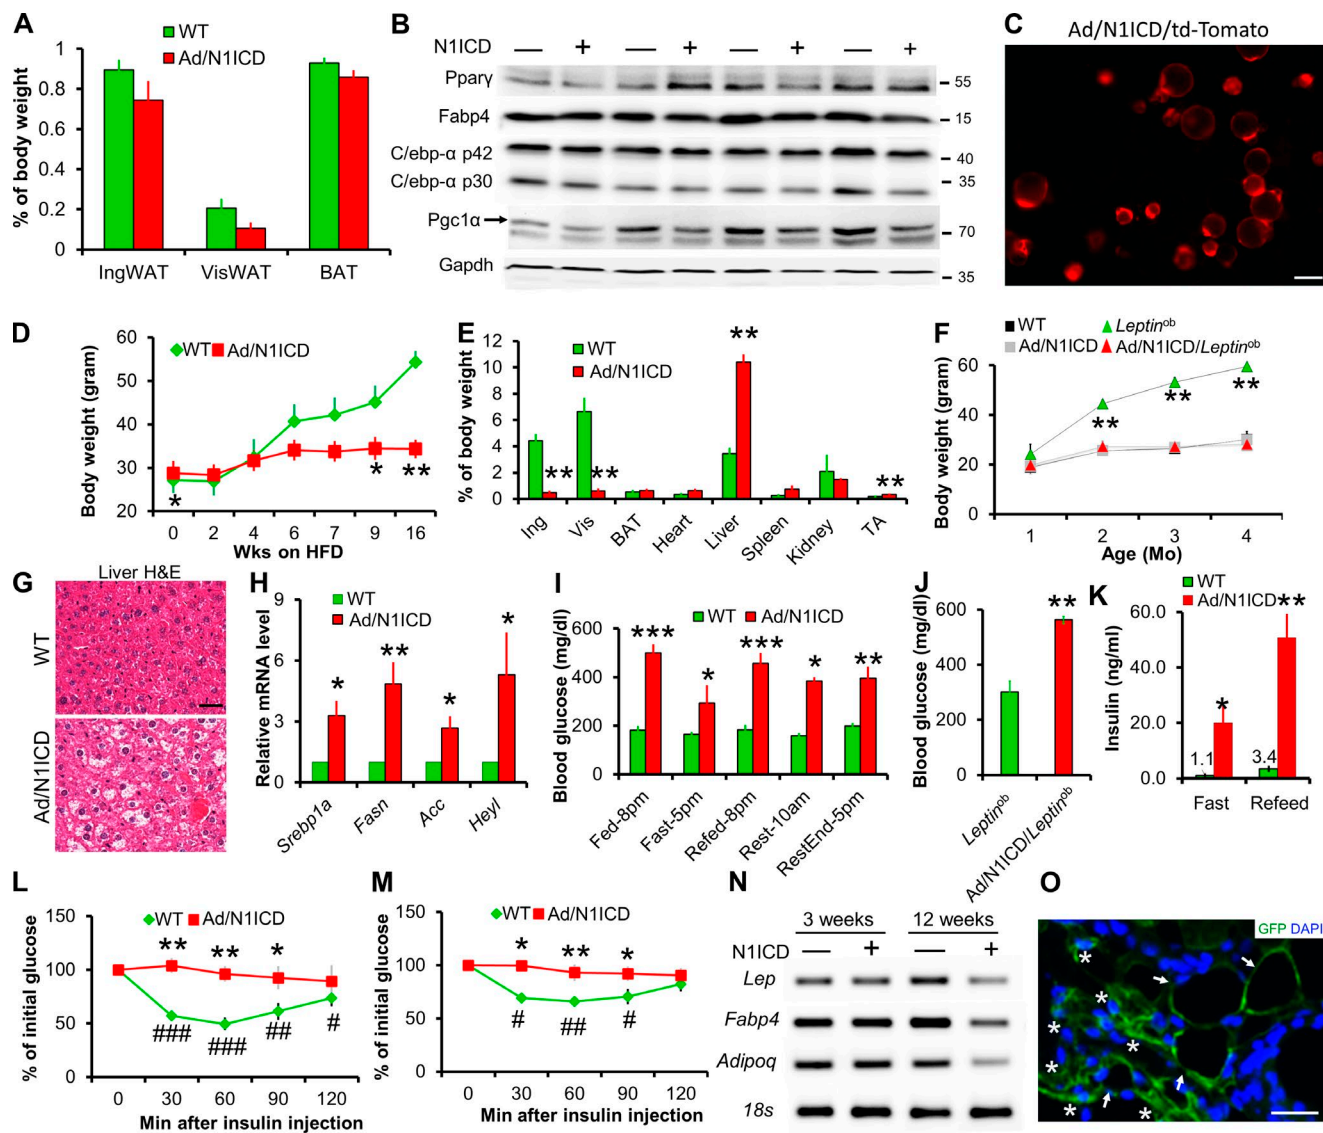 A
WT
Ad/N1ICD
% of body weight
1
0.8
0.6
0.4
0.2
0
IngWAT VisWAT BAT
B
N1ICD — + — + — + — +
Pparγ
55
Fabp4
15
C/ebp-α p42
40
C/ebp-α p30
35
Pgc1α
70
Gapdh
35
C
Ad/N1ICD/td-Tomato
D
WT Ad/N1ICD
Body weight (gram)
60
50
40
30
20
* * **
0 2 4 6 7 9 16
Wks on HFD
E
WT
Ad/N1ICD
% of body weight
12
10
8
6
4
2
0
** ** ** **
Ing Vis BAT Heart Liver Spleen Kidney TA
F
WT Leptin^ob
Ad/N1ICD Ad/N1ICD/Leptin^ob
Body weight (gram)
60
40
20
0
** ** **
1 2 3 4
Age (Mo)
G
Liver H&E
WT
Ad/N1ICD
H
WT
Ad/N1ICD
Relative mRNA level
9
6
3
0
* ** * *
Srebp1a Fasn Acc Heyl
I
WT Ad/N1ICD
Blood glucose (mg/dl)
600
400
200
0
*** * *** * **
Fed-8pm Fast-5pm Refed-8pm Rest-10am RestEnd-5pm
J
Blood glucose (mg/dl)
600
400
200
0
**
Leptin^ob Ad/N1ICD/Leptin^ob
K
WT
Ad/N1ICD
Insulin (ng/ml)
60.0
40.0
20.0
0.0
* **
1.1 3.4
Fast Refeed
L
WT Ad/N1ICD
% of initial glucose
150
100
50
0
** ** *
### ### ## #
0 30 60 90 120
Min after insulin injection
M
WT Ad/N1ICD
% of initial glucose
150
100
50
0
* ** *
# ## #
0 30 60 90 120
Min after insulin injection
N
3 weeks 12 weeks
N1ICD — + — +
Lep
Fabp4
Adipoq
18s
O
GFP DAPI
* * * * * * * *